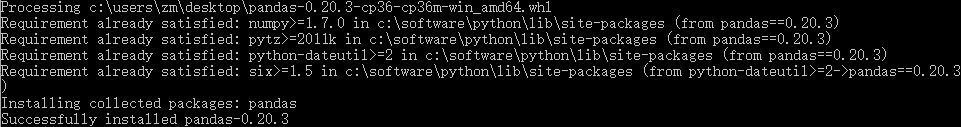 Processing c:\users\zm\desktop\pandas-0.20.3-cp36-cp36m-win_amd64.whl
Requirement already satisfied: numpy>=1.7.0 in c:\software\python\lib\site-packages (from pandas==0.20.3)
Requirement already satisfied: pytz>=2011k in c:\software\python\lib\site-packages (from pandas==0.20.3)
Requirement already satisfied: python-dateutil>=2 in c:\software\python\lib\site-packages (from pandas==0.20.3)
Requirement already satisfied: six>=1.5 in c:\software\python\lib\site-packages (from python-dateutil>=2->pandas==0.20.3
)
Installing collected packages: pandas
Successfully installed pandas-0.20.3